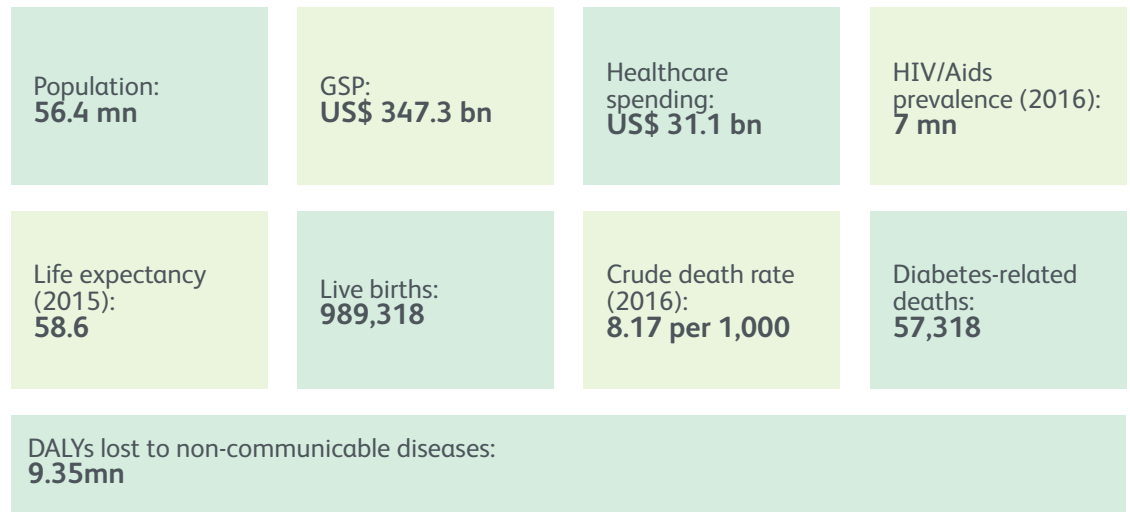 Population:
56.4 mn
GSP:
US$ 347.3 bn
Healthcare
spending:
US$ 31.1 bn
HIV/Aids
prevalence (2016):
7 mn
Life expectancy
(2015):
58.6
Live births:
989,318
Crude death rate
(2016):
8.17 per 1,000
Diabetes-related
deaths:
57,318
DALYs lost to non-communicable diseases:
9.35mn